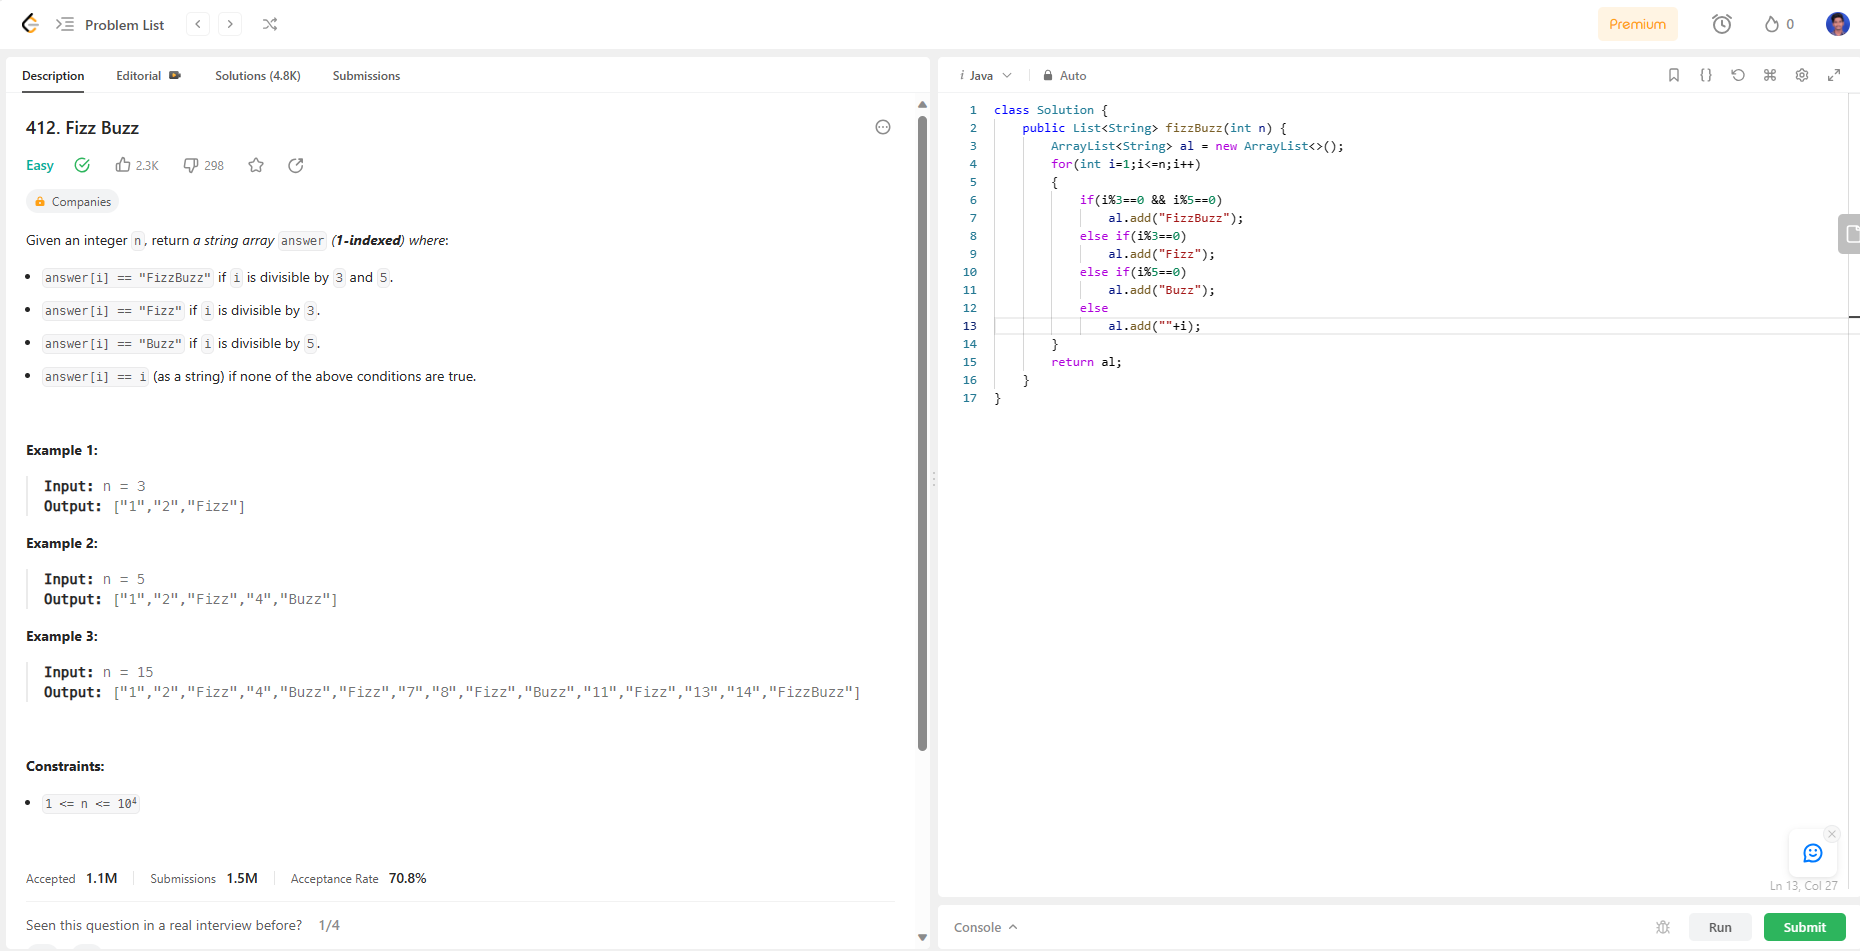 Problem List
Premium
0
Description Editorial Solutions (4.8K) Submissions
412. Fizz Buzz
Easy 2.3K 298
Companies
Given an integer n, return a string array answer (1-indexed) where:
answer[i] == "FizzBuzz" if i is divisible by 3 and 5.
answer[i] == "Fizz" if i is divisible by 3.
answer[i] == "Buzz" if i is divisible by 5.
answer[i] == i (as a string) if none of the above conditions are true.
Example 1:
Input: n = 3
Output: ["1","2","Fizz"]
Example 2:
Input: n = 5
Output: ["1","2","Fizz","4","Buzz"]
Example 3:
Input: n = 15
Output: ["1","2","Fizz","4","Buzz","Fizz","7","8","Fizz","Buzz","11","Fizz","13","14","FizzBuzz"]
Constraints:
1 <= n <= 10⁴
Accepted 1.1M Submissions 1.5M Acceptance Rate 70.8%
Seen this question in a real interview before? 1/4
i Java Auto
1 class Solution {
2 public List<String> fizzBuzz(int n) {
3 ArrayList<String> al = new ArrayList<>();
4 for(int i=1;i<=n;i++)
5 {
6 if(i%3==0 && i%5==0)
7 al.add("FizzBuzz");
8 else if(i%3==0)
9 al.add("Fizz");
10 else if(i%5==0)
11 al.add("Buzz");
12 else
13 al.add(""+i);
14 }
15 return al;
16 }
17 }
Ln 13, Col 27
Console Run Submit